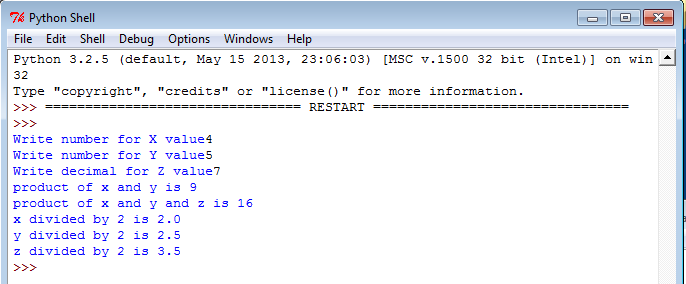 Python Shell
File Edit Shell Debug Options Windows Help
Python 3.2.5 (default, May 15 2013, 23:06:03) [MSC v.1500 32 bit (Intel)] on win
32
Type "copyright", "credits" or "license()" for more information.
>>> ================================ RESTART ================================
>>>
Write number for X value4
Write number for Y value5
Write decimal for Z value7
product of x and y is 9
product of x and y and z is 16
x divided by 2 is 2.0
y divided by 2 is 2.5
z divided by 2 is 3.5
>>>